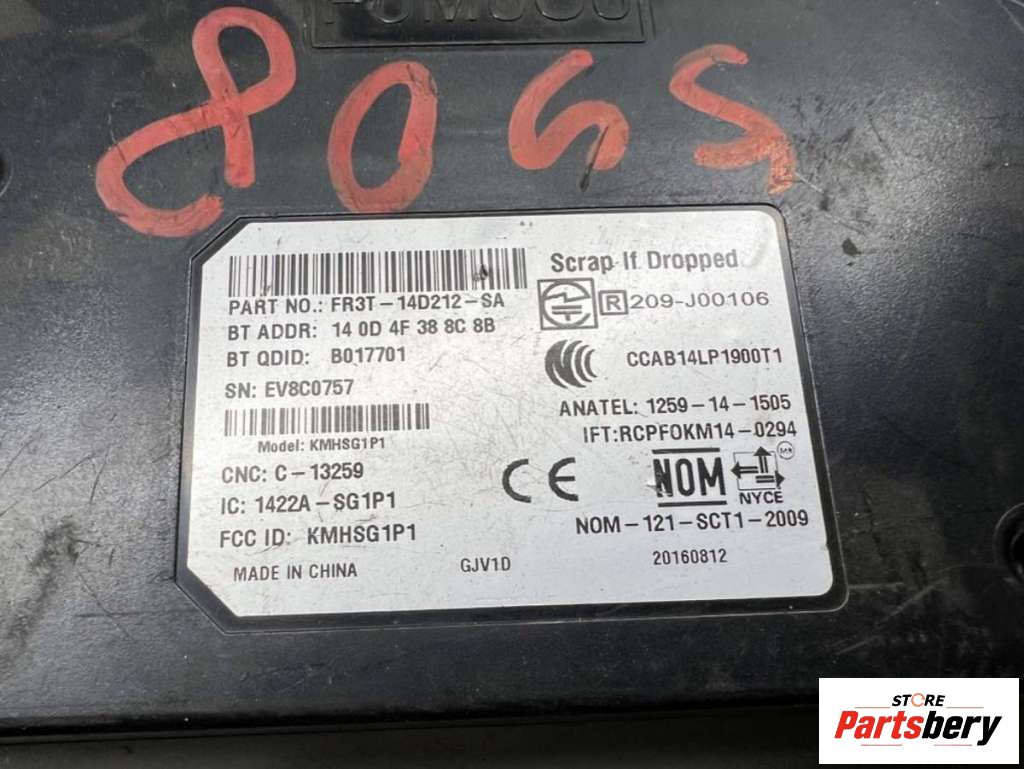 FOMOCO
806S
Scrap If Dropped
PART NO.: FR3T-14D212-SA
R 209-J00106
BT ADDR: 14 0D 4F 38 8C 8B
BT QDID: B017701
CCAB14LP1900T1
SN: EV8C0757
ANATEL: 1259-14-1505
IFT:RCPFOKM14-0294
Model: KMHSG1P1
CNC: C-13259
CE NOM NYCE
IC: 1422A-SG1P1
NOM-121-SCT1-2009
FCC ID: KMHSG1P1
MADE IN CHINA GJV1D 20160812
STORE
Partsbery